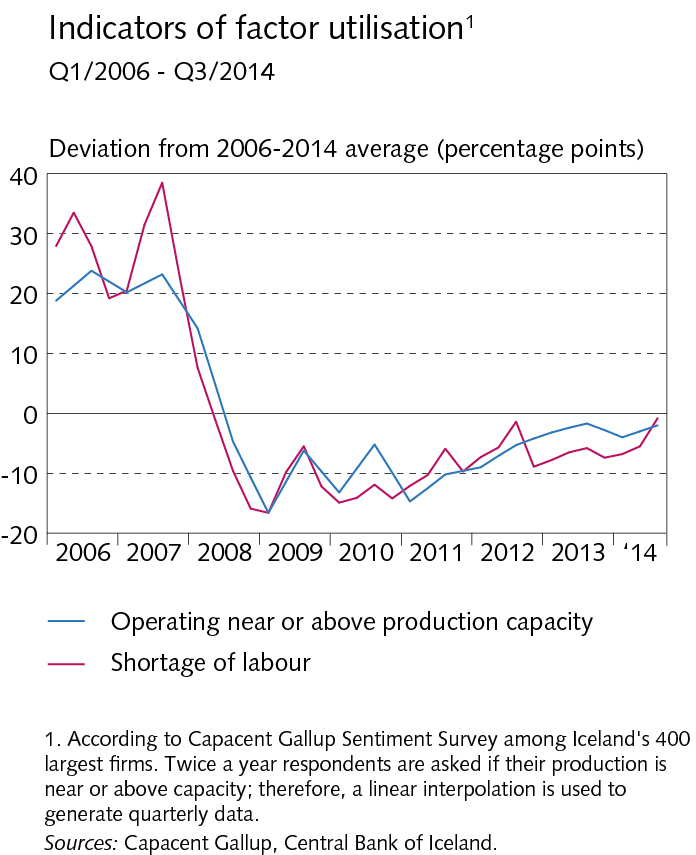 Indicators of factor utilisation¹
Q1/2006 - Q3/2014
Deviation from 2006-2014 average (percentage points)
40
30
20
10
0
-10
-20
2006 2007 2008 2009 2010 2011 2012 2013 ‘14
Operating near or above production capacity
Shortage of labour
1. According to Capacent Gallup Sentiment Survey among Iceland's 400
largest firms. Twice a year respondents are asked if their production is
near or above capacity; therefore, a linear interpolation is used to
generate quarterly data.
Sources: Capacent Gallup, Central Bank of Iceland.